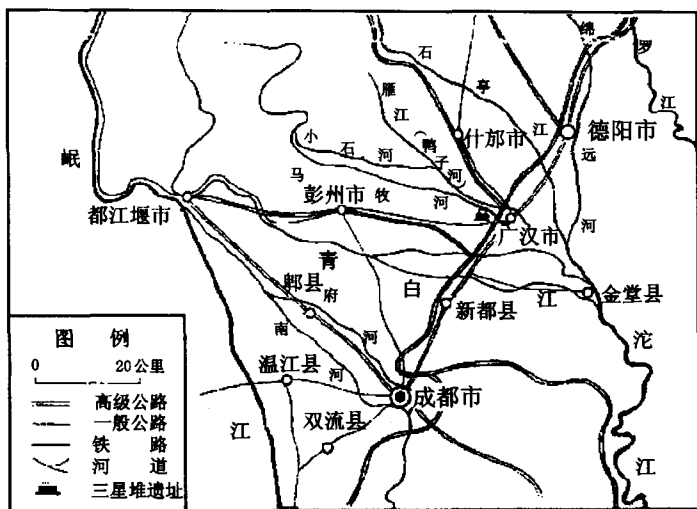 绵
罗
江
石
亭
江
雁
江
(鸭
子
河)
什邡市
德阳市
远
河
小
石
河
岷
马
牧
河
彭州市
都江堰市
广汉市
青
白
江
郫县
府
河
新都县
金堂县
沱
江
南
河
温江县
成都市
双流县
江
图 例
0 20公里
高级公路
一般公路
铁 路
河 道
三星堆遗址